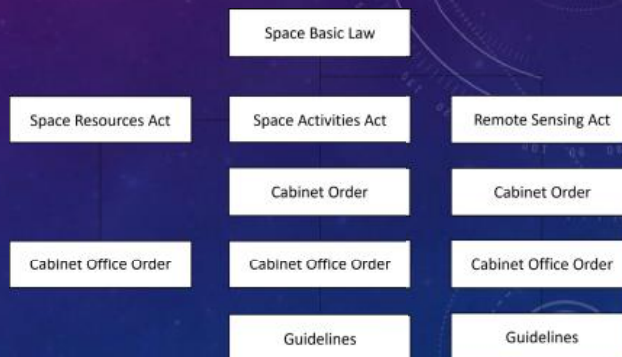 Space Basic Law
Space Resources Act
Space Activities Act
Remote Sensing Act
Cabinet Order
Cabinet Order
Cabinet Office Order
Cabinet Office Order
Cabinet Office Order
Guidelines
Guidelines